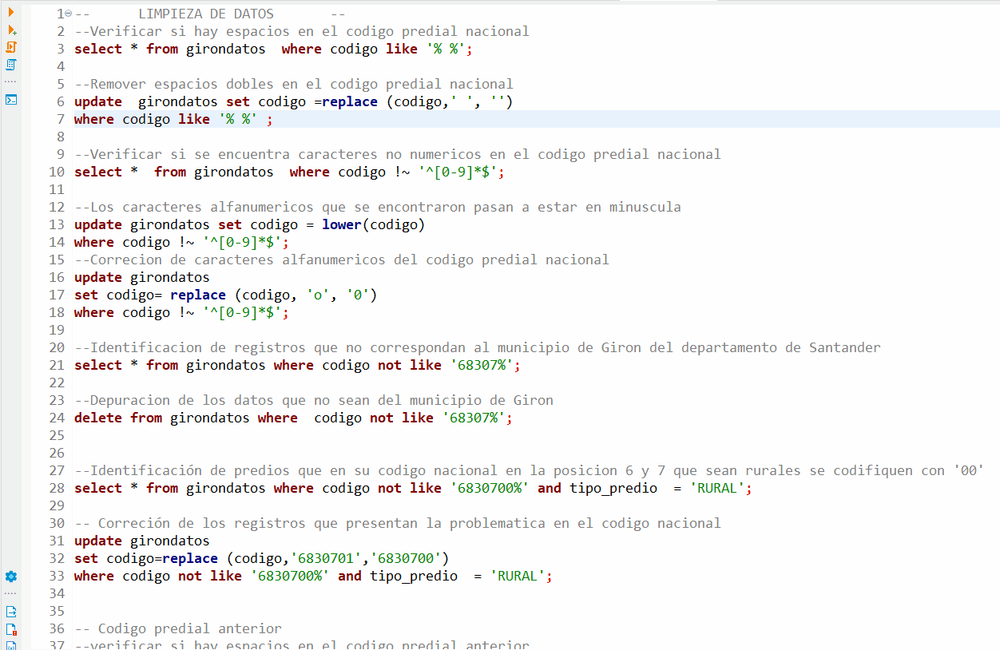 1 --      LIMPIEZA DE DATOS       --
2 --Verificar si hay espacios en el codigo predial nacional
3 select * from girondatos  where codigo like '% %';
4
5 --Remover espacios dobles en el codigo predial nacional
6 update  girondatos set codigo =replace (codigo,' ', '')
7 where codigo like '% %' ;
8
9 --Verificar si se encuentra caracteres no numericos en el codigo predial nacional
10 select *  from girondatos  where codigo !~ '^[0-9]*$';
11
12 --Los caracteres alfanumericos que se encontraron pasan a estar en minuscula
13 update girondatos set codigo = lower(codigo)
14 where codigo !~ '^[0-9]*$';
15 --Correcion de caracteres alfanumericos del codigo predial nacional
16 update girondatos
17 set codigo= replace (codigo, 'o', '0')
18 where codigo !~ '^[0-9]*$';
19
20 --Identificacion de registros que no correspondan al municipio de Giron del departamento de Santander
21 select * from girondatos where codigo not like '68307%';
22
23 --Depuracion de los datos que no sean del municipio de Giron
24 delete from girondatos where  codigo not like '68307%';
25
26
27 --Identificación de predios que en su codigo nacional en la posicion 6 y 7 que sean rurales se codifiquen con '00'
28 select * from girondatos where codigo not like '6830700%' and tipo_predio  = 'RURAL';
29
30 -- Correción de los registros que presentan la problematica en el codigo nacional
31 update girondatos
32 set codigo=replace (codigo,'6830701','6830700')
33 where codigo not like '6830700%' and tipo_predio  = 'RURAL';
34
35
36 -- Codigo predial anterior
37 --verificar si hay espacios en el codigo predial anterior